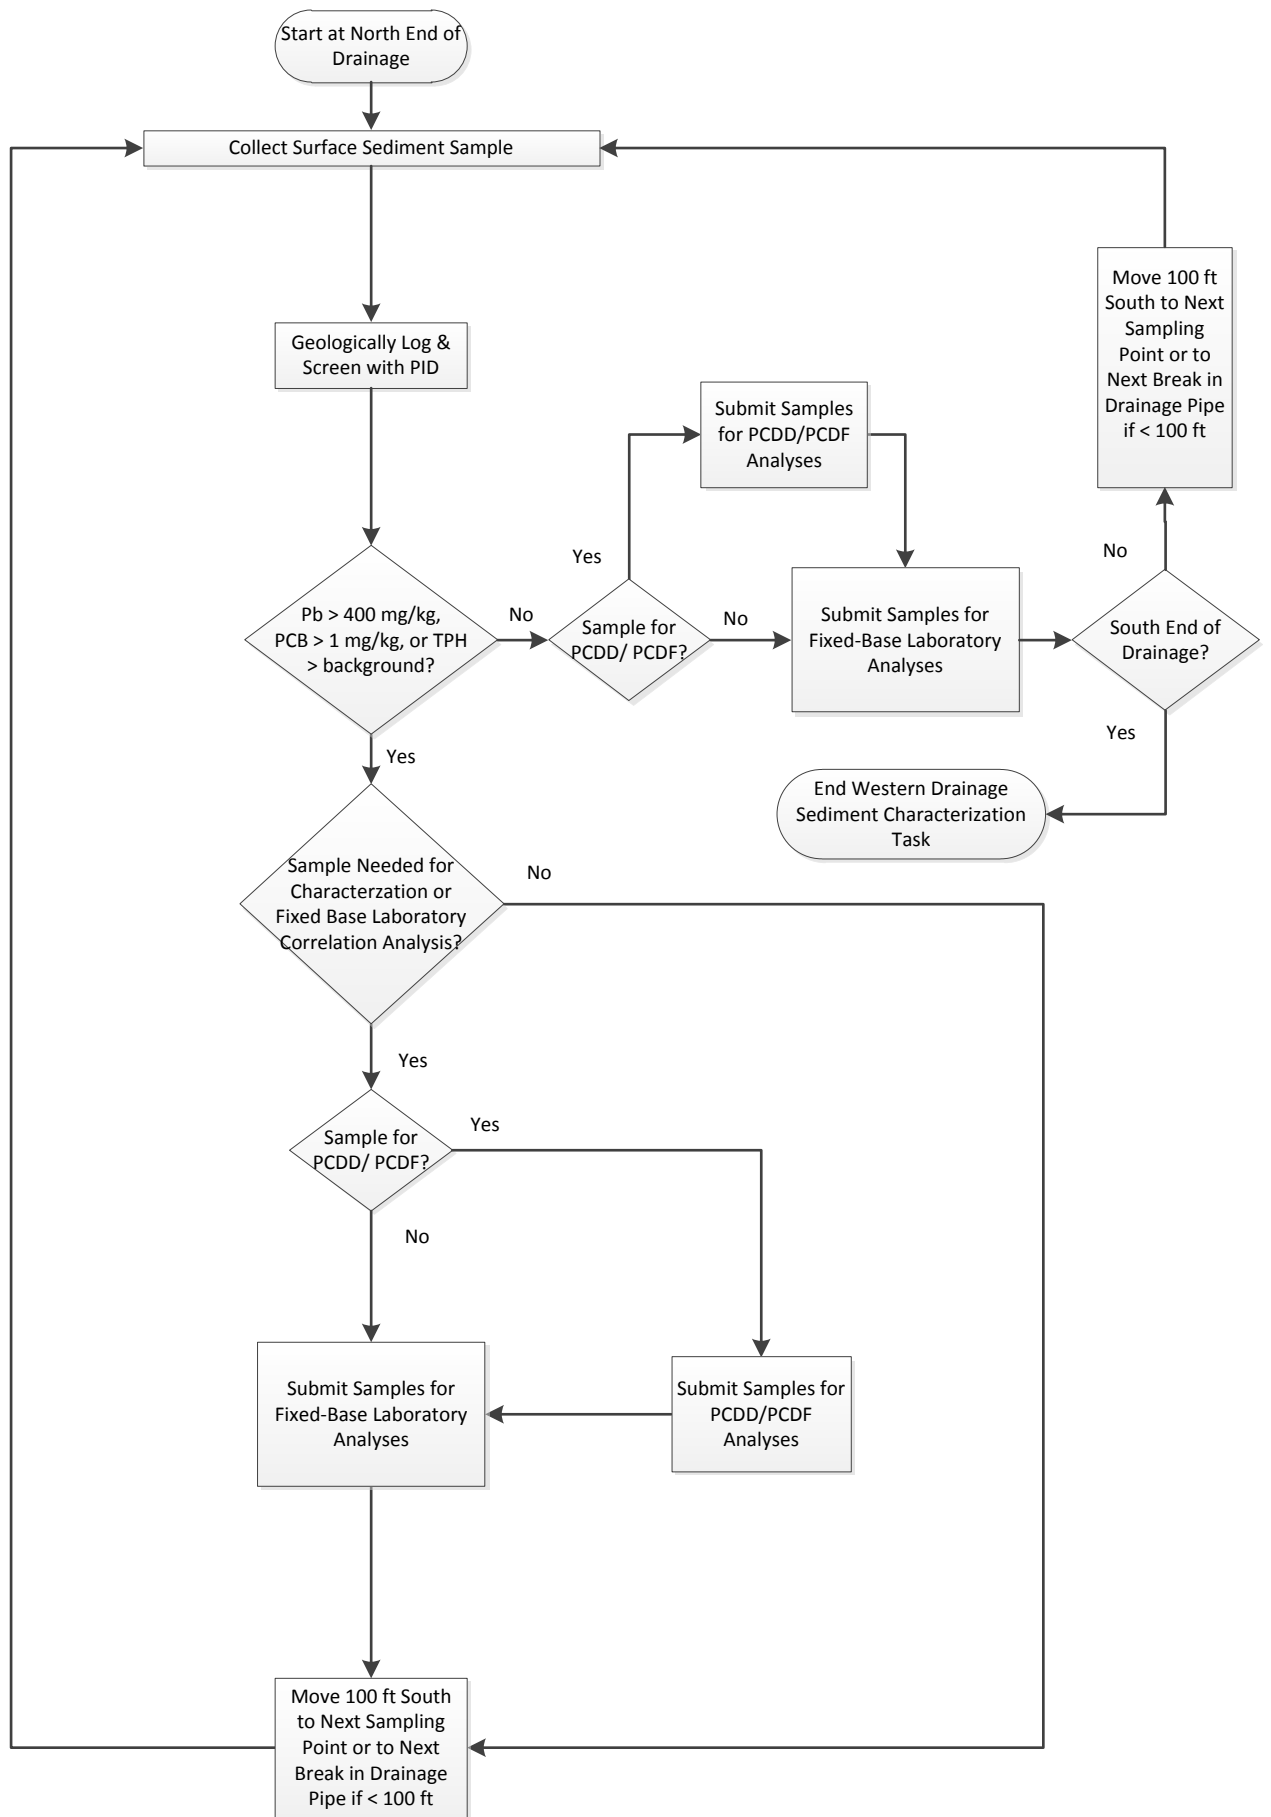 Start at North End of
Drainage
Collect Surface Sediment Sample
Move 100 ft
South to Next
Sampling
Point or to
Next Break in
Drainage Pipe
if < 100 ft
Geologically Log &
Screen with PID
Submit Samples
for PCDD/PCDF
Analyses
Yes
No
Pb > 400 mg/kg,
PCB > 1 mg/kg, or TPH
> background?
No
Sample for
PCDD/ PCDF?
No
Submit Samples for
Fixed-Base Laboratory
Analyses
South End of
Drainage?
Yes
Yes
End Western Drainage
Sediment Characterization
Task
Sample Needed for
Characterzation or
Fixed Base Laboratory
Correlation Analysis?
No
Yes
Sample for
PCDD/ PCDF?
Yes
No
Submit Samples for
Fixed-Base Laboratory
Analyses
Submit Samples for
PCDD/PCDF
Analyses
Move 100 ft South
to Next Sampling
Point or to Next
Break in Drainage
Pipe if < 100 ft